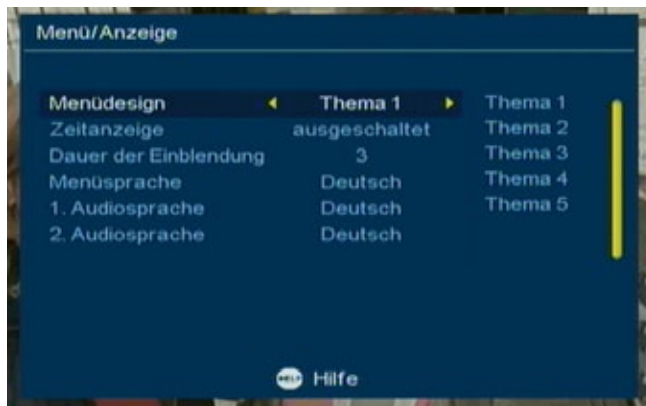 Menü/Anzeige
Menüdesign Thema 1 Thema 1
Zeitanzeige ausgeschaltet Thema 2
Dauer der Einblendung 3 Thema 3
Menüsprache Deutsch Thema 4
1. Audiosprache Deutsch Thema 5
2. Audiosprache Deutsch
HELP Hilfe